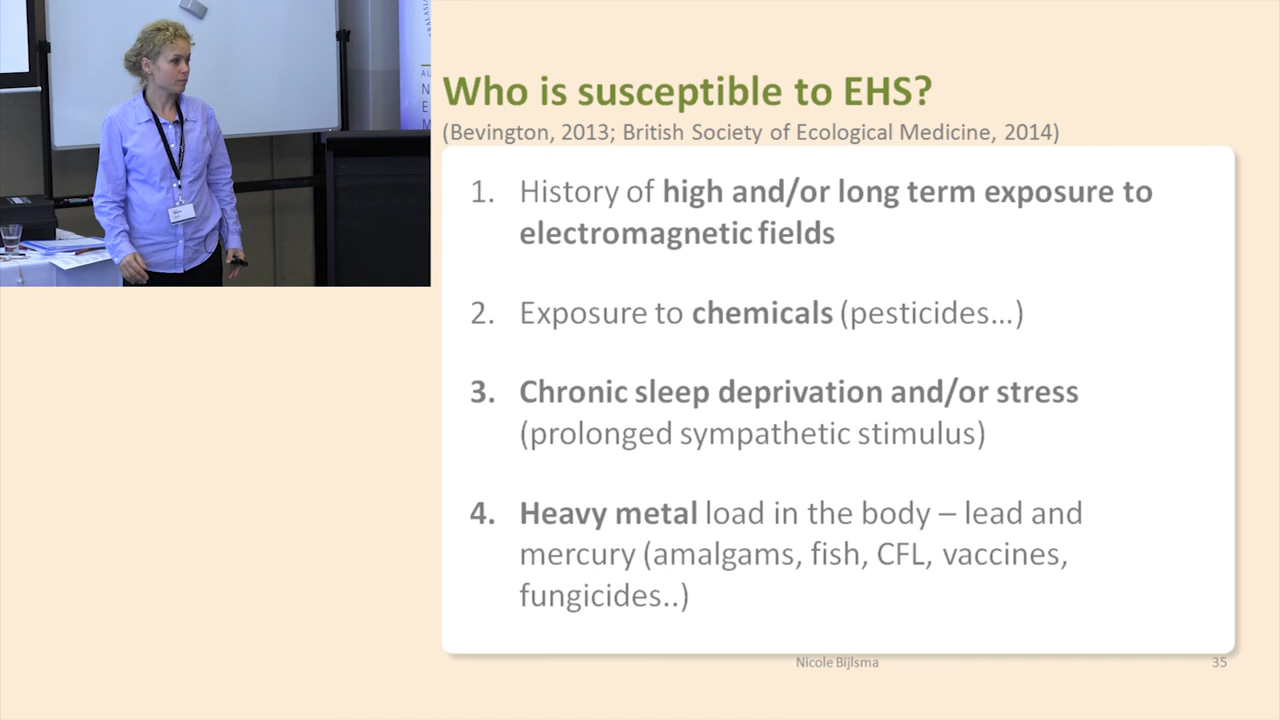 Who is susceptible to EHS?
(Bevington, 2013; British Society of Ecological Medicine, 2014)
1. History of high and/or long term exposure to
electromagnetic fields
2. Exposure to chemicals (pesticides...)
3. Chronic sleep deprivation and/or stress
(prolonged sympathetic stimulus)
4. Heavy metal load in the body – lead and
mercury (amalgams, fish, CFL, vaccines,
fungicides..)
Nicole Bijlsma
35